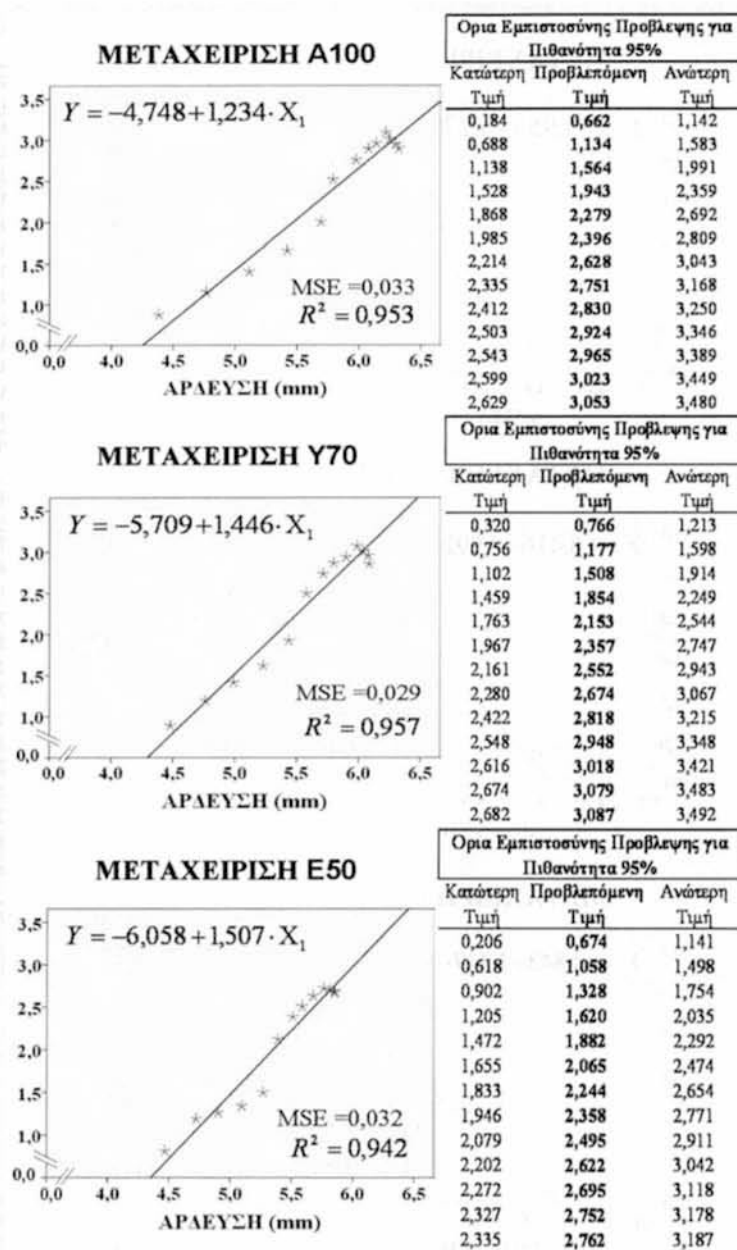 ΜΕΤΑΧΕΙΡΙΣΗ A100
Y = −4,748+1,234·X₁
3,5
3,0
2,5
2,0
1,5
1,0
0,0
MSE =0,033
R² = 0,953
0,0 4,0 4,5 5,0 5,5 6,0 6,5
ΑΡΔΕΥΣΗ (mm)
Ορια Εμπιστοσύνης Πρόβλεψης για
Πιθανότητα 95%
Κατώτερη Προβλεπόμενη Ανώτερη
Τιμή Τιμή Τιμή
0,184 0,662 1,142
0,688 1,134 1,583
1,138 1,564 1,991
1,528 1,943 2,359
1,868 2,279 2,692
1,985 2,396 2,809
2,214 2,628 3,043
2,335 2,751 3,168
2,412 2,830 3,250
2,503 2,924 3,346
2,543 2,965 3,389
2,599 3,023 3,449
2,629 3,053 3,480
ΜΕΤΑΧΕΙΡΙΣΗ Y70
Y = −5,709+1,446·X₁
3,5
3,0
2,5
2,0
1,5
1,0
0,0
MSE =0,029
R² = 0,957
0,0 4,5 5,0 5,5 6,0 6,5
ΑΡΔΕΥΣΗ (mm)
Ορια Εμπιστοσύνης Πρόβλεψης για
Πιθανότητα 95%
Κατώτερη Προβλεπόμενη Ανώτερη
Τιμή Τιμή Τιμή
0,320 0,766 1,213
0,756 1,177 1,598
1,102 1,508 1,914
1,459 1,854 2,249
1,763 2,153 2,544
1,967 2,357 2,747
2,161 2,552 2,943
2,280 2,674 3,067
2,422 2,818 3,215
2,548 2,948 3,348
2,616 3,018 3,421
2,674 3,079 3,483
2,682 3,087 3,492
ΜΕΤΑΧΕΙΡΙΣΗ E50
Y = −6,058+1,507·X₁
3,5
3,0
2,5
2,0
1,5
1,0
0,0
MSE =0,032
R² = 0,942
0,0 4,5 5,0 5,5 6,0 6,5
ΑΡΔΕΥΣΗ (mm)
Ορια Εμπιστοσύνης Πρόβλεψης για
Πιθανότητα 95%
Κατώτερη Προβλεπόμενη Ανώτερη
Τιμή Τιμή Τιμή
0,206 0,674 1,141
0,618 1,058 1,498
0,902 1,328 1,754
1,205 1,620 2,035
1,472 1,882 2,292
1,655 2,065 2,474
1,833 2,244 2,654
1,946 2,358 2,771
2,079 2,495 2,911
2,202 2,622 3,042
2,272 2,695 3,118
2,327 2,752 3,178
2,335 2,762 3,187